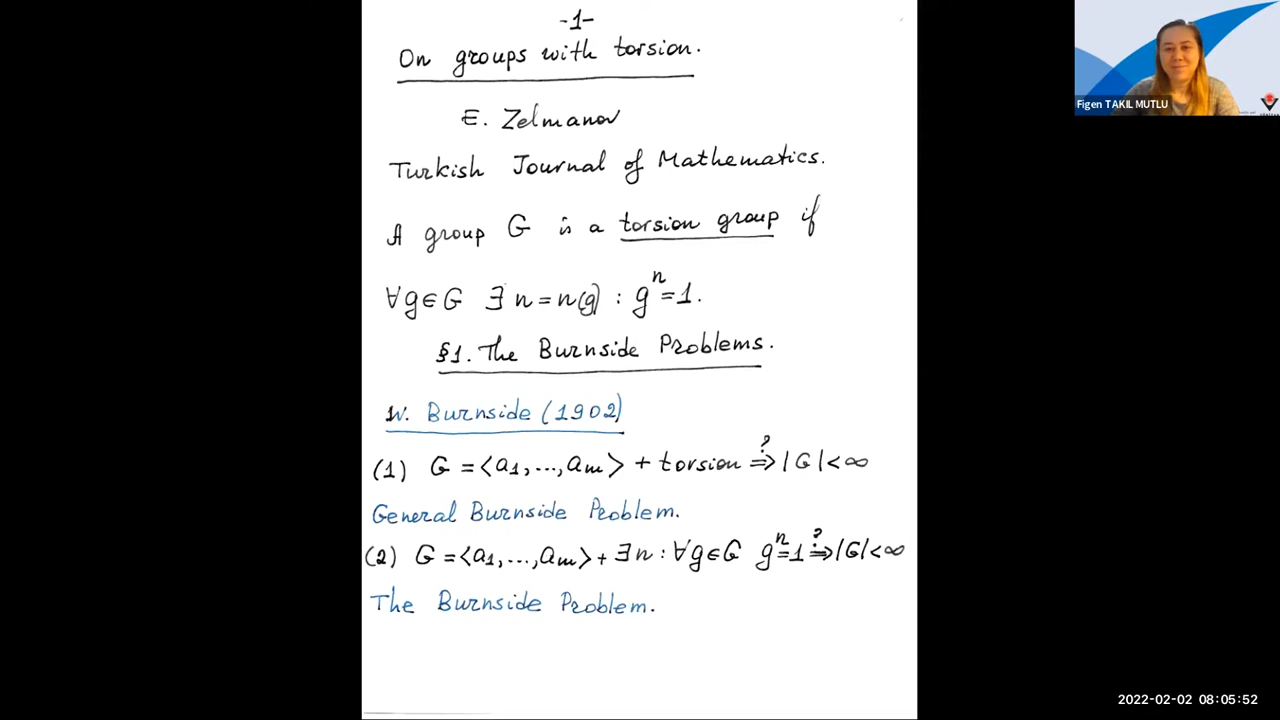 -1-
On groups with torsion.
E. Zelmanov
Turkish Journal of Mathematics.
A group G is a torsion group if
∀g∈G ∃ n=n(g) : gⁿ=1.
§1. The Burnside Problems.
W. Burnside (1902)
(1) G = <a₁,...,aₘ> + torsion ?⇒ |G|<∞
General Burnside Problem.
(2) G = <a₁,...,aₘ> + ∃n : ∀g∈G gⁿ=1 ?⇒ |G|<∞
The Burnside Problem.
Figen TAKIL MUTLU
2022-02-02 08:05:52